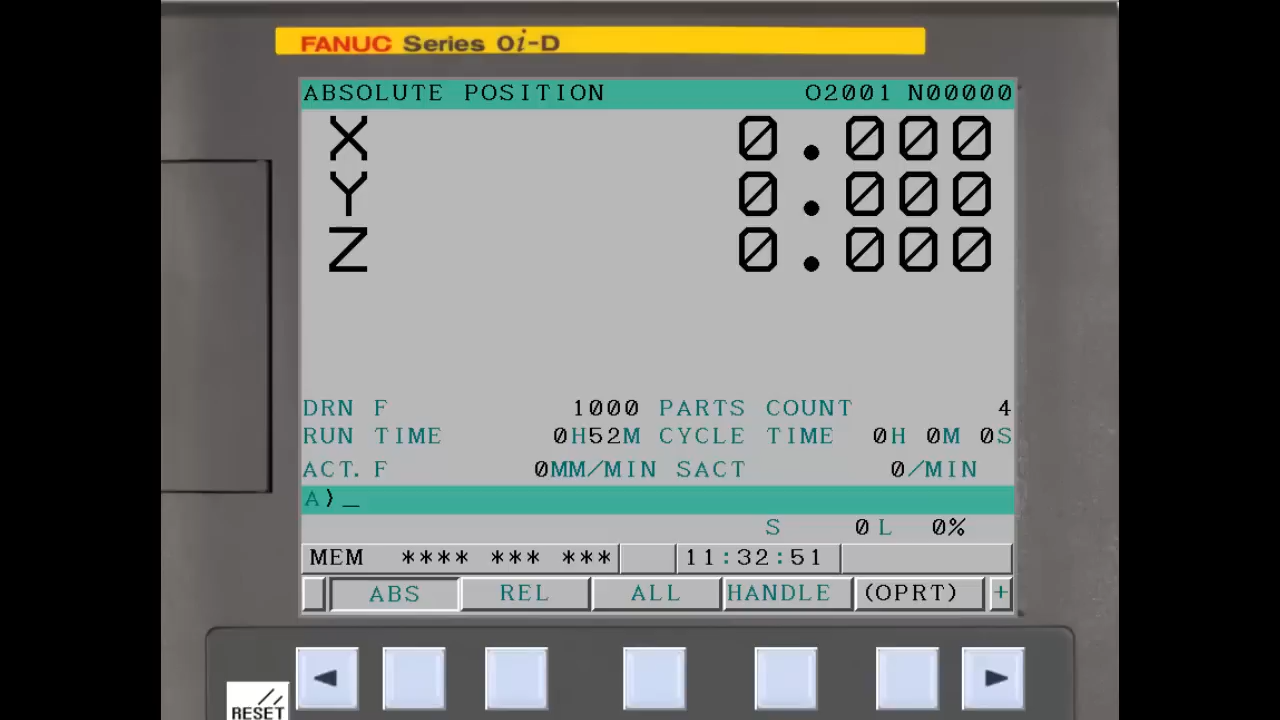 FANUC Series 0i-D
ABSOLUTE POSITION O2001 N00000
X 0.000
Y 0.000
Z 0.000
DRN F 1000 PARTS COUNT 4
RUN TIME 0H52M CYCLE TIME 0H 0M 0S
ACT. F 0MM/MIN SACT 0/MIN
A)_
S 0 L 0%
MEM **** *** *** 11:32:51
ABS REL ALL HANDLE (OPRT) +
RESET